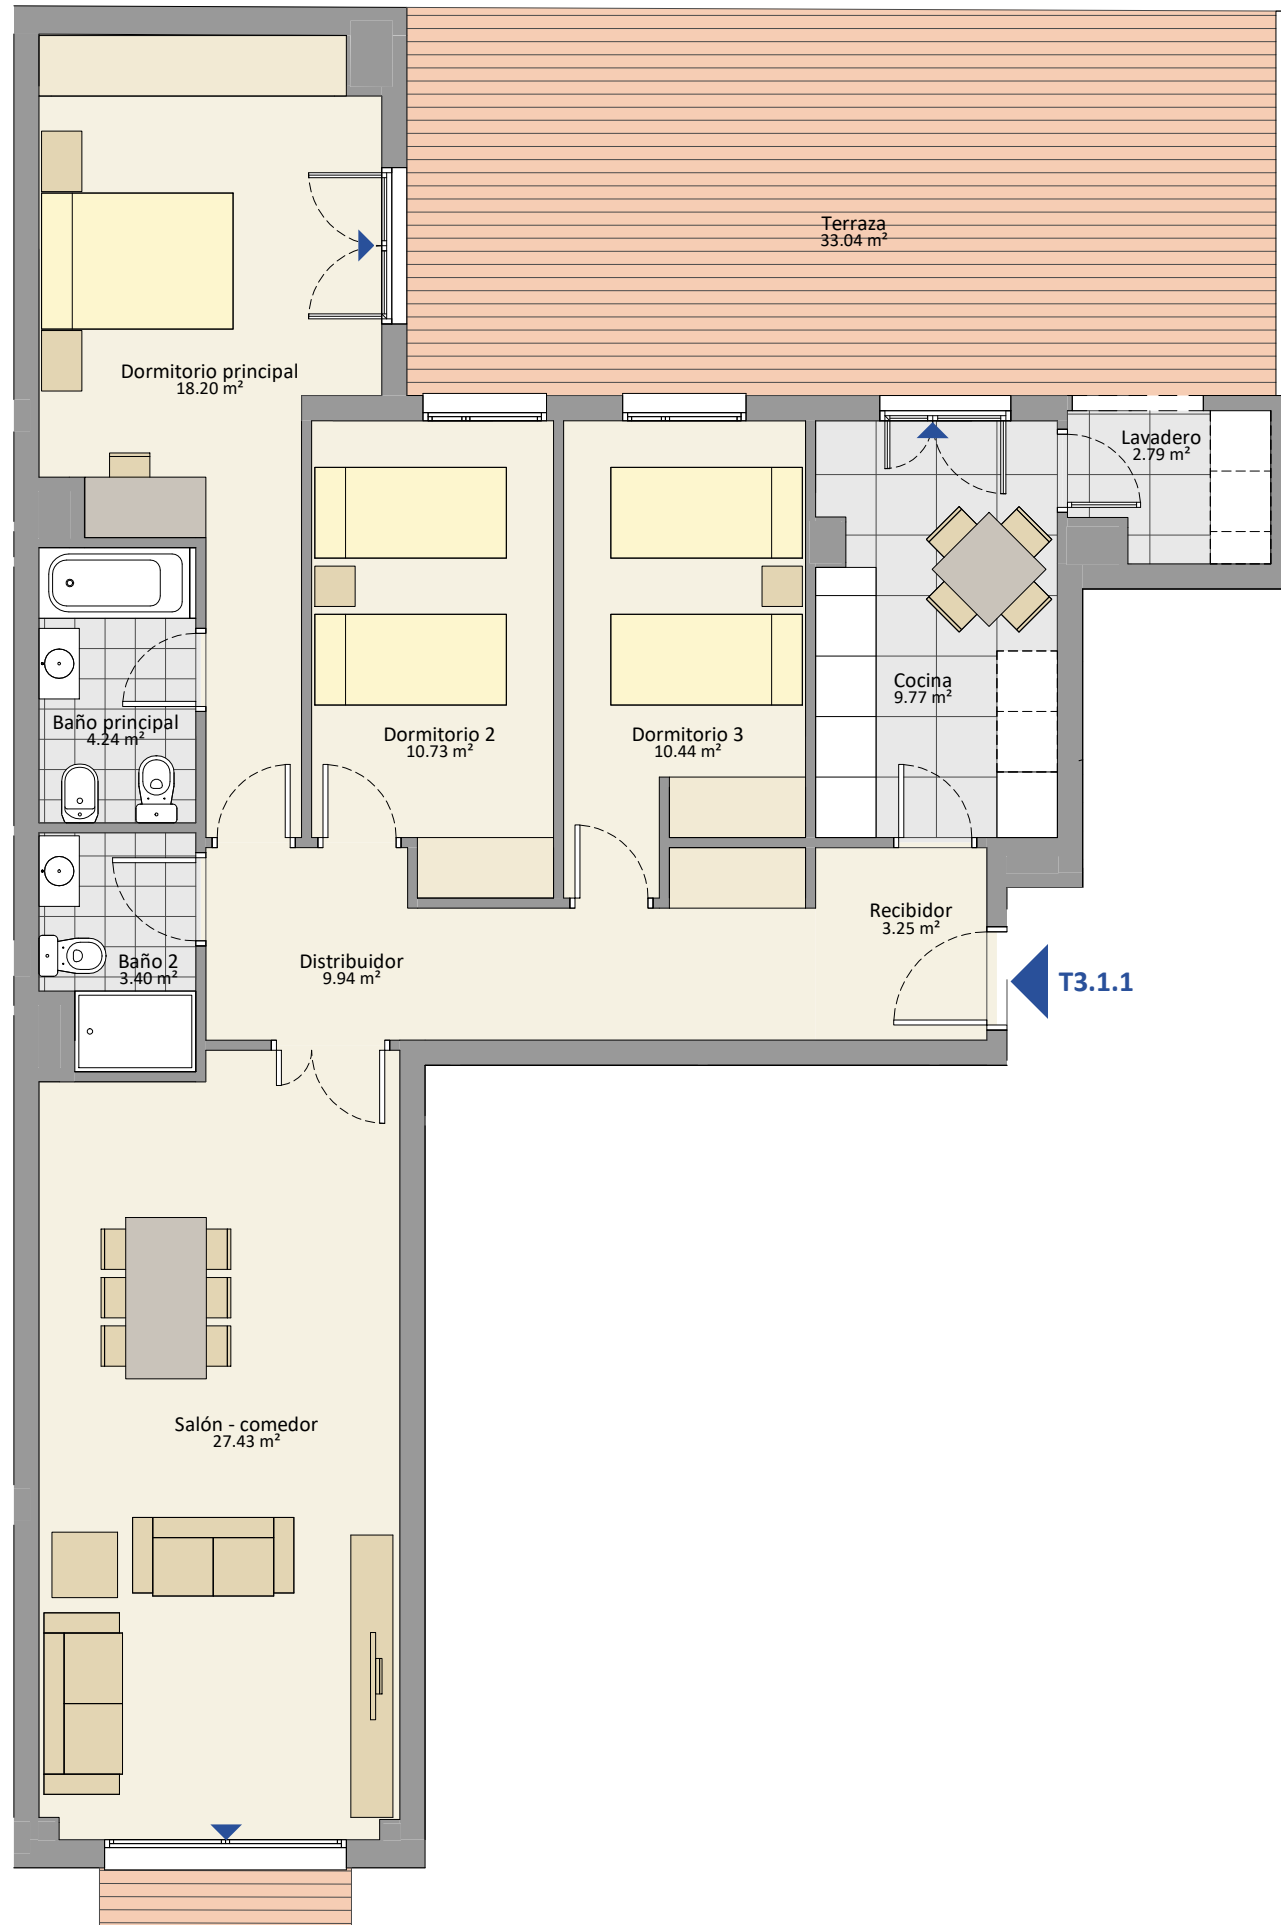 Terraza
33.04 m²
Dormitorio principal
18.20 m²
Lavadero
2.79 m²
Cocina
9.77 m²
Baño principal
4.24 m²
Dormitorio 2
10.73 m²
Dormitorio 3
10.44 m²
Recibidor
3.25 m²
Baño 2
3.40 m²
Distribuidor
9.94 m²
T3.1.1
Salón - comedor
27.43 m²